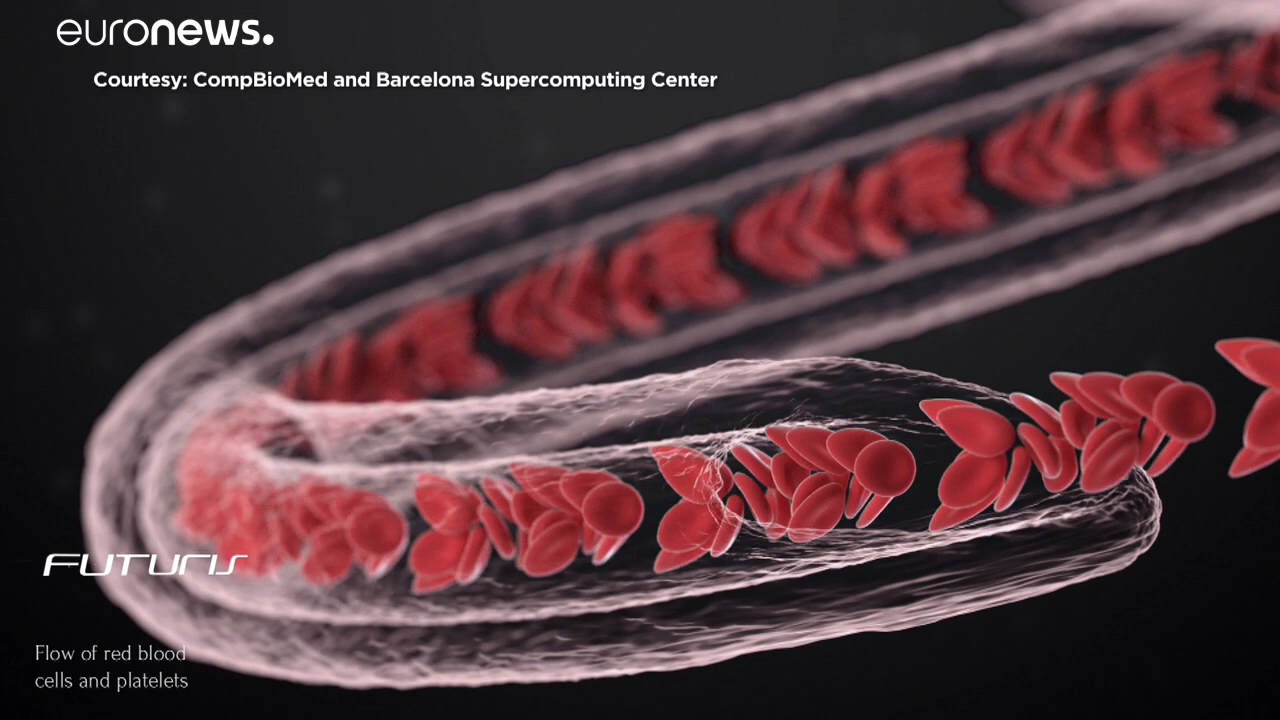 euronews.
Courtesy: CompBioMed and Barcelona Supercomputing Center
FUTURIS
Flow of red blood
cells and platelets